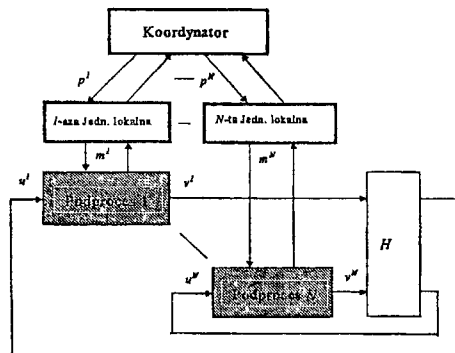 Koordynator
p¹
— p^N
1-sza Jedn. lokalna
N-ta Jedn. lokalna
m¹
m^N
u¹
v¹
Podproces 1
H
u^N
v^N
Podproces N